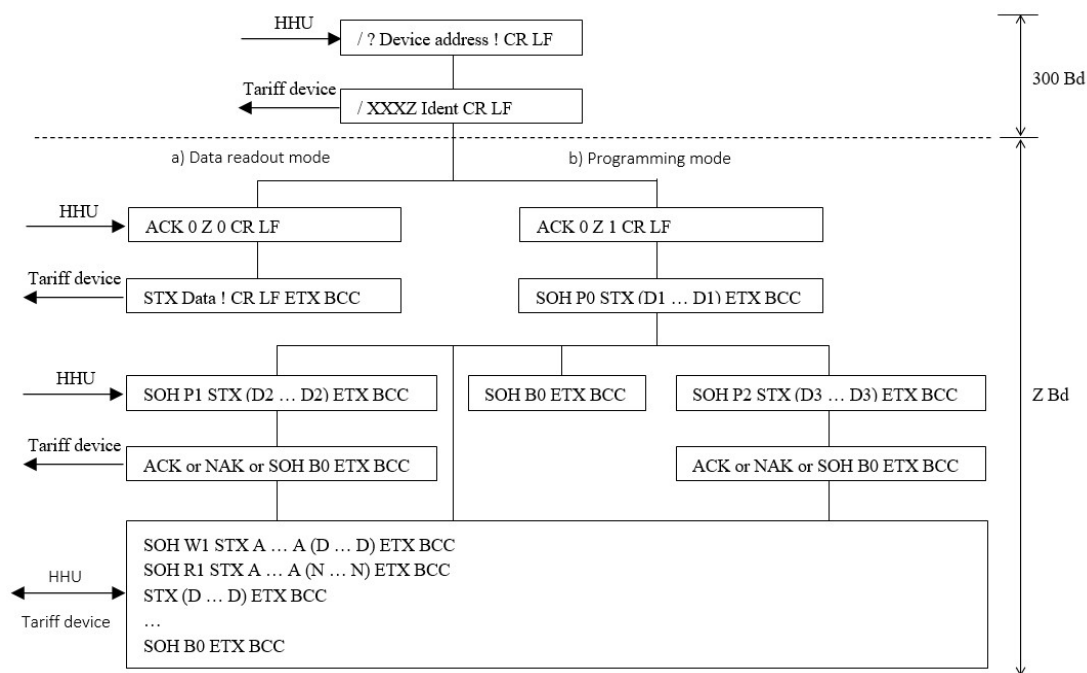 HHU
/ ? Device address ! CR LF
Tariff device
/ XXXZ Ident CR LF
300 Bd
a) Data readout mode
b) Programming mode
HHU
ACK 0 Z 0 CR LF
ACK 0 Z 1 CR LF
Tariff device
STX Data ! CR LF ETX BCC
SOH P0 STX (D1 … D1) ETX BCC
HHU
SOH P1 STX (D2 … D2) ETX BCC
SOH B0 ETX BCC
SOH P2 STX (D3 … D3) ETX BCC
Z Bd
Tariff device
ACK or NAK or SOH B0 ETX BCC
ACK or NAK or SOH B0 ETX BCC
HHU
Tariff device
SOH W1 STX A … A (D … D) ETX BCC
SOH R1 STX A … A (N … N) ETX BCC
STX (D … D) ETX BCC
…
SOH B0 ETX BCC